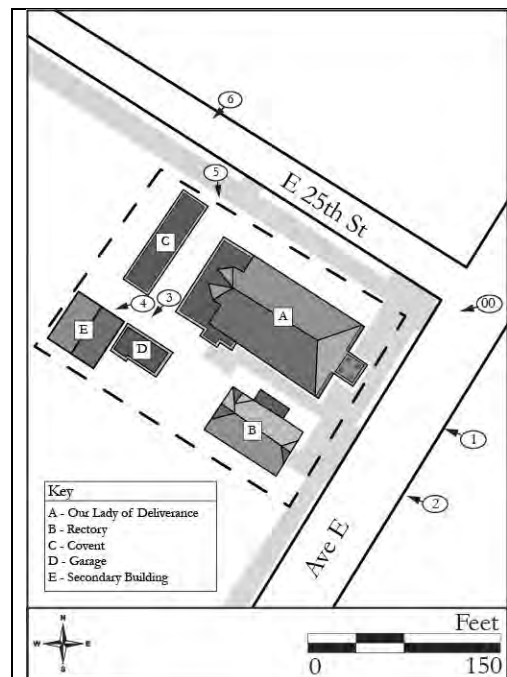 6
5
E 25th St
C
00
4
3
A
E
D
B
1
2
Ave E
Key
A - Our Lady of Deliverance
B - Rectory
C - Covent
D - Garage
E - Secondary Building
N
W
E
S
Feet
0
150